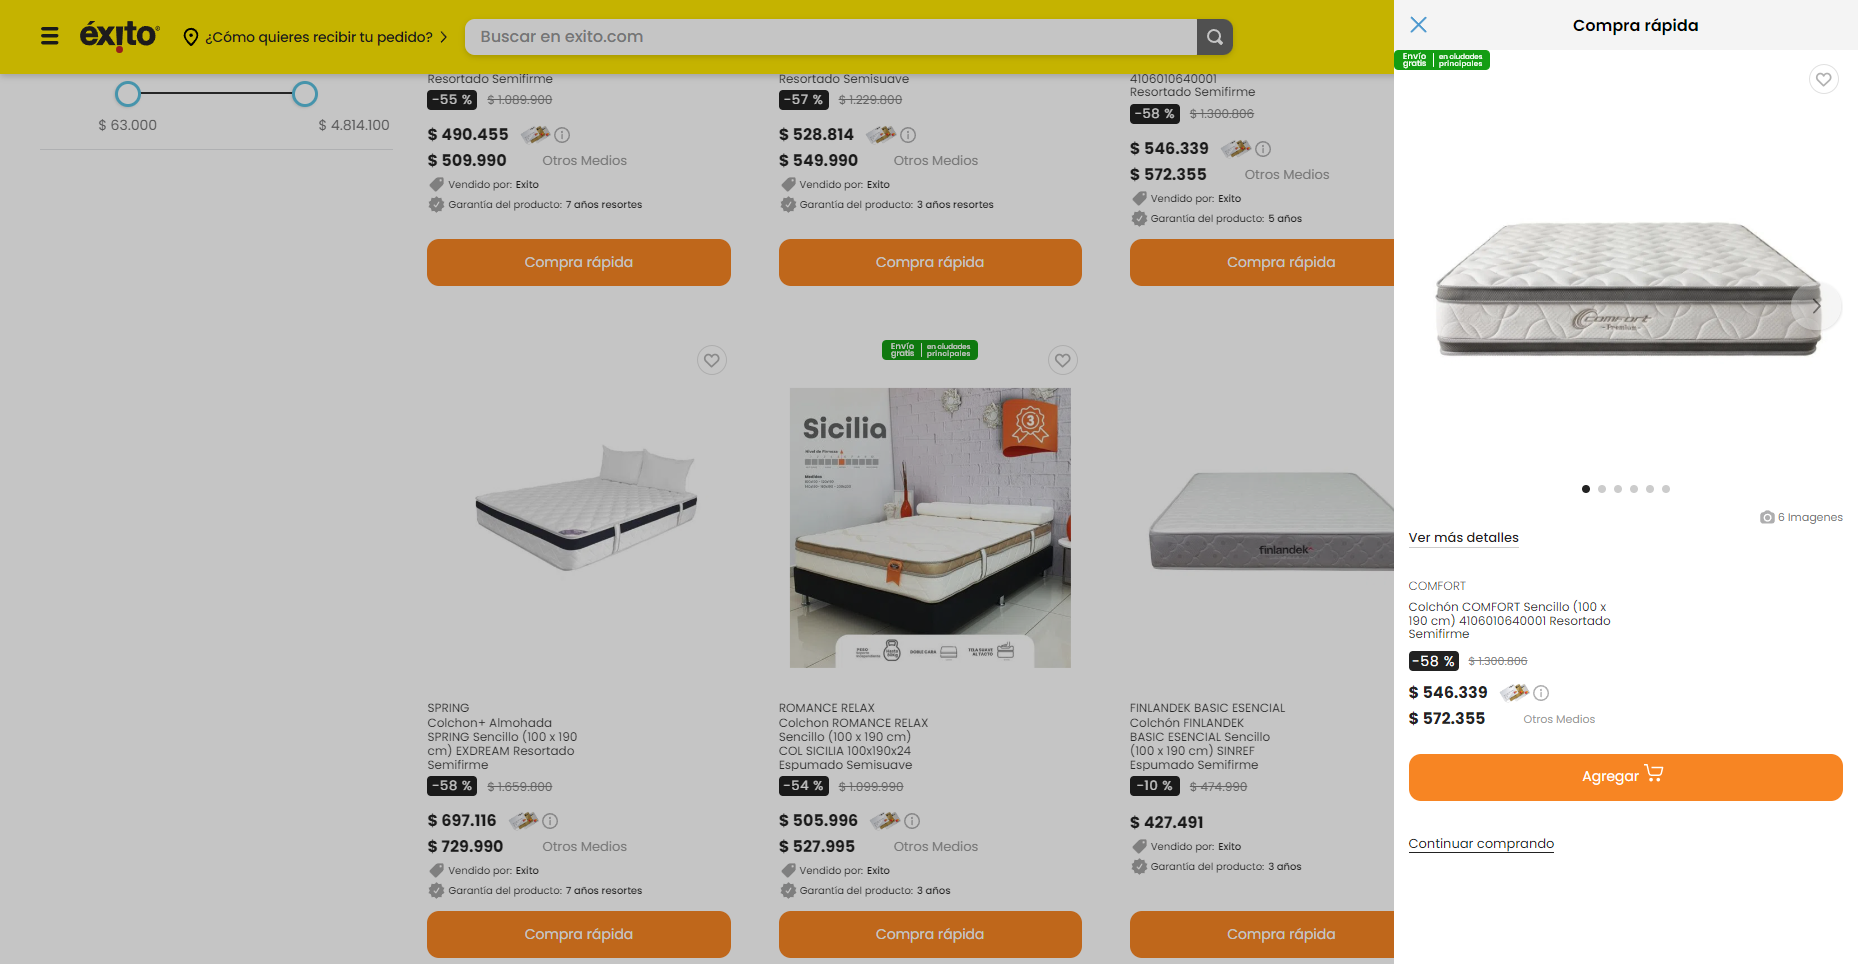 éxito
¿Cómo quieres recibir tu pedido?
Buscar en exito.com
$ 63.000
$ 4.814.100
Resortado Semifirme
-55 % $ 1.089.900
$ 490.455
$ 509.990 Otros Medios
Vendido por: Exito
Garantía del producto: 7 años resortes
Compra rápida
Resortado Semisuave
-57 % $ 1.229.800
$ 528.814
$ 549.990 Otros Medios
Vendido por: Exito
Garantía del producto: 3 años resortes
Compra rápida
4106010640001
Resortado Semifirme
-58 % $ 1.300.806
$ 546.339
$ 572.355 Otros Medios
Vendido por: Exito
Garantía del producto: 5 años
Compra rápida
SPRING
Colchon+ Almohada
SPRING Sencillo (100 x 190
cm) EXDREAM Resortado
Semifirme
-58 % $ 1.659.800
$ 697.116
$ 729.990 Otros Medios
Vendido por: Exito
Garantía del producto: 7 años resortes
Compra rápida
Envío gratis en ciudades principales
Sicilia
3
ROMANCE RELAX
Colchon ROMANCE RELAX
Sencillo (100 x 190 cm)
COL SICILIA 100x190x24
Espumado Semisuave
-54 % $ 1.099.990
$ 505.996
$ 527.995 Otros Medios
Vendido por: Exito
Garantía del producto: 3 años
Compra rápida
finlandek
FINLANDEK BASIC ESENCIAL
Colchón FINLANDEK
BASIC ESENCIAL Sencillo
(100 x 190 cm) SINREF
Espumado Semifirme
-10 % $ 474.990
$ 427.491
Vendido por: Exito
Garantía del producto: 3 años
Compra rápida
Compra rápida
Envío gratis en ciudades principales
Comfort
Premium
6 Imagenes
Ver más detalles
COMFORT
Colchón COMFORT Sencillo (100 x
190 cm) 4106010640001 Resortado
Semifirme
-58 % $ 1.300.806
$ 546.339
$ 572.355 Otros Medios
Agregar
Continuar comprando